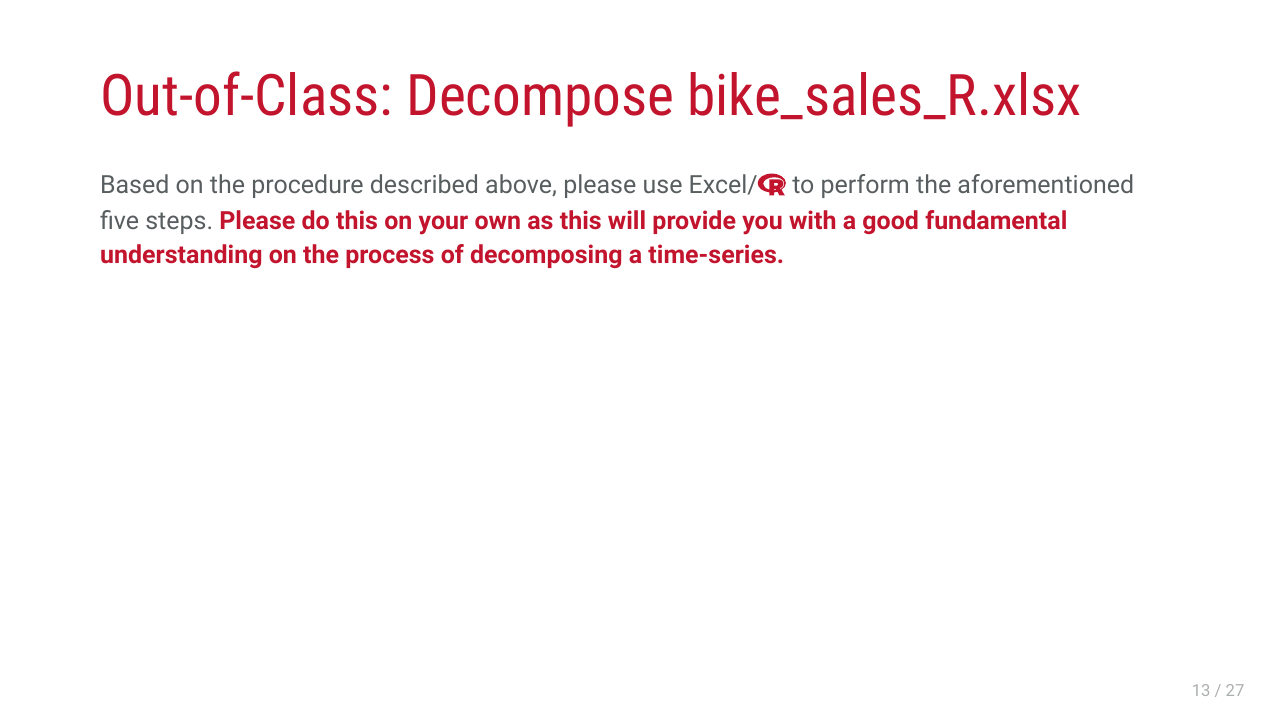 Out-of-Class: Decompose bike_sales_R.xlsx
Based on the procedure described above, please use Excel/R to perform the aforementioned
five steps. Please do this on your own as this will provide you with a good fundamental
understanding on the process of decomposing a time-series.
13 / 27